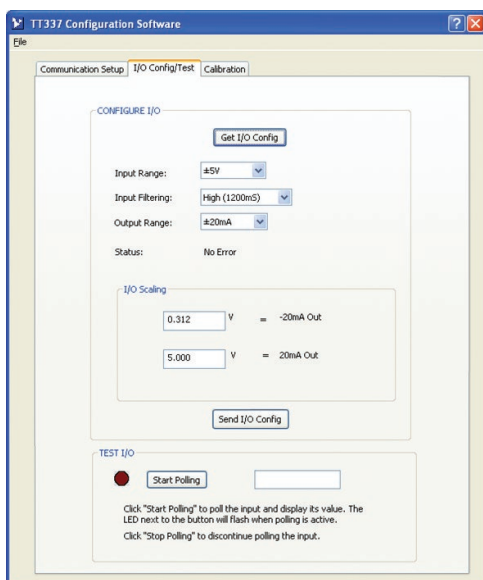 TT337 Configuration Software
File
Communication Setup I/O Config/Test Calibration
CONFIGURE I/O
Get I/O Config
Input Range: ±5V
Input Filtering: High (1200mS)
Output Range: ±20mA
Status: No Error
I/O Scaling
0.312 V = -20mA Out
5.000 V = 20mA Out
Send I/O Config
TEST I/O
Start Polling
Click "Start Polling" to poll the input and display its value. The
LED next to the button will flash when polling is active.
Click "Stop Polling" to discontinue polling the input.